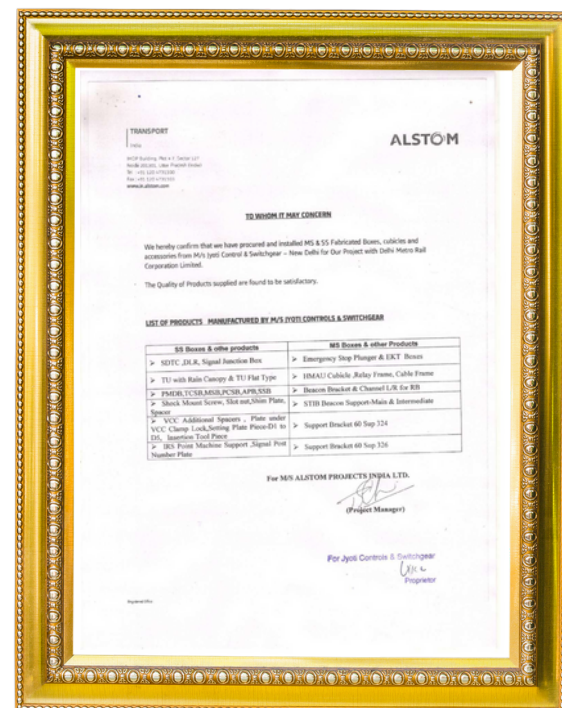 TRANSPORT
ALSTOM
India
TO WHOM IT MAY CONCERN
We hereby confirm that we have procured and installed MS & SS Fabricated Boxes, cubicles and
accessories from M/s Jyoti Control & Switchgear – New Delhi for Our Project with Delhi Metro Rail
Corporation Limited.
The Quality of Products supplied are found to be satisfactory.
LIST OF PRODUCTS MANUFACTURED BY M/S JYOTI CONTROLS & SWITCHGEAR
SS Boxes & othe products
MS Boxes & other Products
➢ SDTC ,DLR, Signal Junction Box
➢ Emergency Stop Plunger & EKT Boxes
➢ TU with Rain Canopy & TU Flat Type
➢ HMAU Cubicle ,Relay Frame, Cable Frame
➢ PMDB,TCSB,MSB,PCSB,APB,SSB
➢ Beacon Bracket & Channel L/R for RB
➢ Shock Mount Screw, Slot nut,Shim Plate,
Spacer
➢ STIB Beacon Support-Main & Intermediate
➢ VCC Additional Spacers , Plate under
VCC Clamp Lock,Setting Plate Piece-D1 to
D5, Insertion Tool Piece
➢ Support Bracket 60 Sup 324
➢ IRS Point Machine Support ,Signal Post
Number Plate
➢ Support Bracket 60 Sup 326
For M/S ALSTOM PROJECTS INDIA LTD.
(Project Manager)
For Jyoti Controls & Switchgear
Proprietor
Registered Office